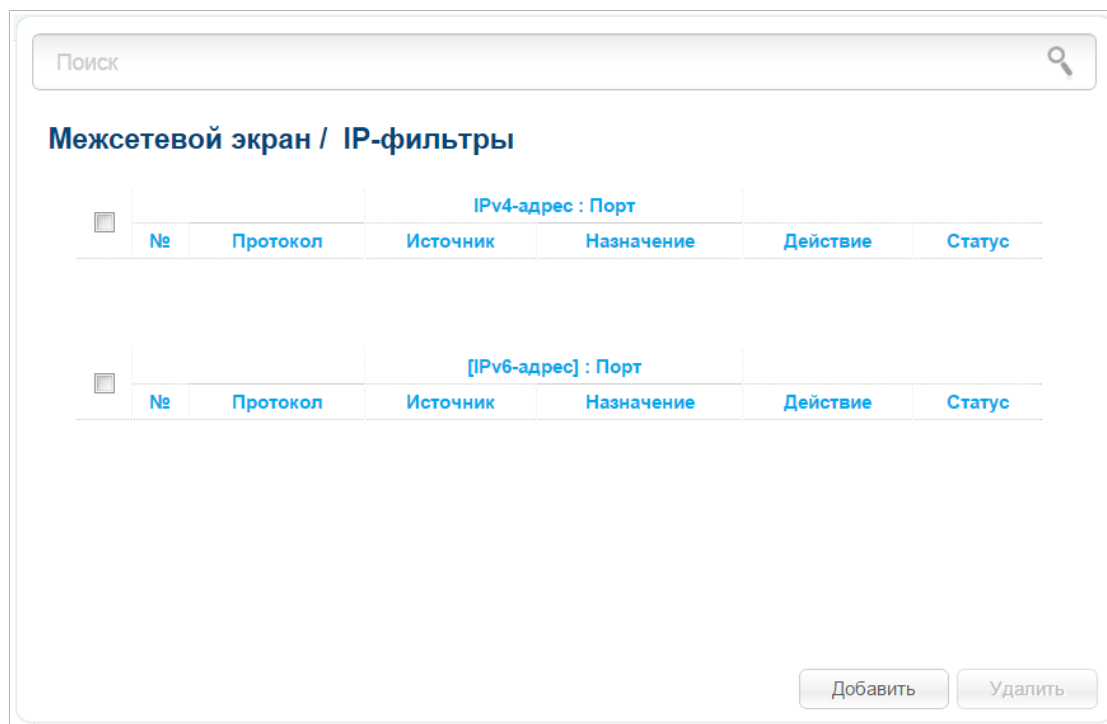 Поиск
Межсетевой экран / IP-фильтры
IPv4-адрес : Порт
№ Протокол Источник Назначение Действие Статус
[IPv6-адрес] : Порт
№ Протокол Источник Назначение Действие Статус
Добавить Удалить